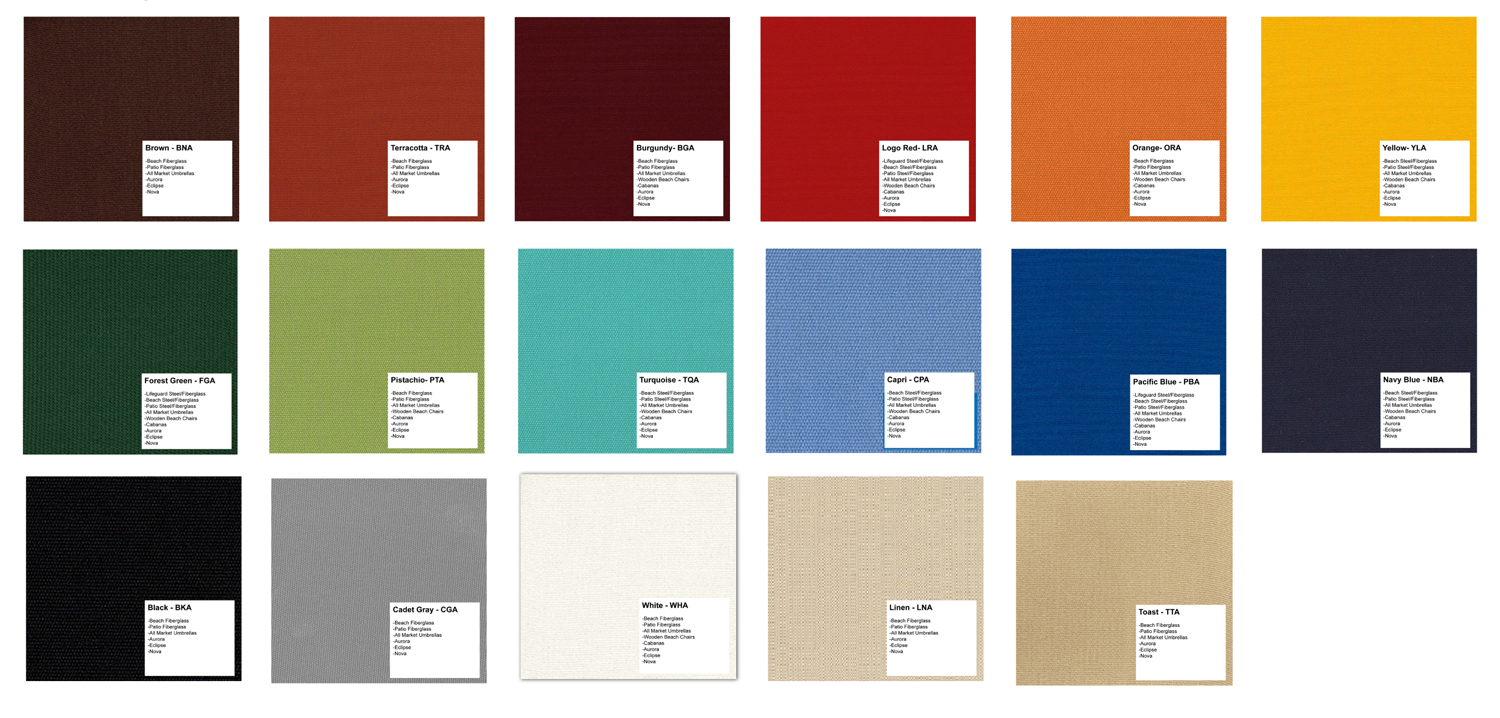 Brown - BNA
-Beach Fiberglass
-Patio Fiberglass
-All Market Umbrellas
-Aurora
-Eclipse
-Nova
Terracotta - TRA
-Beach Fiberglass
-Patio Fiberglass
-All Market Umbrellas
-Aurora
-Eclipse
-Nova
Burgundy- BGA
-Beach Fiberglass
-Patio Fiberglass
-All Market Umbrellas
-Wooden Beach Chairs
-Cabanas
-Aurora
-Eclipse
-Nova
Logo Red- LRA
-Lifeguard Steel/Fiberglass
-Beach Steel/Fiberglass
-Patio Steel/Fiberglass
-All Market Umbrellas
-Wooden Beach Chairs
-Cabanas
-Aurora
-Eclipse
-Nova
Orange- ORA
-Beach Fiberglass
-Patio Fiberglass
-All Market Umbrellas
-Wooden Beach Chairs
-Cabanas
-Aurora
-Eclipse
-Nova
Yellow- YLA
-Beach Steel/Fiberglass
-Patio Steel/Fiberglass
-All Market Umbrellas
-Wooden Beach Chairs
-Cabanas
-Aurora
-Eclipse
-Nova
Forest Green - FGA
-Lifeguard Steel/Fiberglass
-Beach Steel/Fiberglass
-Patio Steel/Fiberglass
-All Market Umbrellas
-Wooden Beach Chairs
-Cabanas
-Aurora
-Eclipse
-Nova
Pistachio- PTA
-Beach Fiberglass
-Patio Fiberglass
-All Market Umbrellas
-Wooden Beach Chairs
-Cabanas
-Aurora
-Eclipse
-Nova
Turquoise - TQA
-Beach Steel/Fiberglass
-Patio Steel/Fiberglass
-All Market Umbrellas
-Wooden Beach Chairs
-Cabanas
-Aurora
-Eclipse
-Nova
Capri - CPA
-Beach Steel/Fiberglass
-Patio Steel/Fiberglass
-All Market Umbrellas
-Wooden Beach Chairs
-Cabanas
-Aurora
-Eclipse
-Nova
Pacific Blue - PBA
-Lifeguard Steel/Fiberglass
-Beach Steel/Fiberglass
-Patio Steel/Fiberglass
-All Market Umbrellas
-Wooden Beach Chairs
-Cabanas
-Aurora
-Eclipse
-Nova
Navy Blue - NBA
-Beach Steel/Fiberglass
-Patio Steel/Fiberglass
-All Market Umbrellas
-Wooden Beach Chairs
-Cabanas
-Aurora
-Eclipse
-Nova
Black - BKA
-Beach Fiberglass
-Patio Fiberglass
-All Market Umbrellas
-Aurora
-Eclipse
-Nova
Cadet Gray - CGA
-Beach Fiberglass
-Patio Fiberglass
-All Market Umbrellas
-Aurora
-Eclipse
-Nova
White - WHA
-Beach Fiberglass
-Patio Fiberglass
-All Market Umbrellas
-Wooden Beach Chairs
-Cabanas
-Aurora
-Eclipse
-Nova
Linen - LNA
-Beach Fiberglass
-Patio Fiberglass
-All Market Umbrellas
-Aurora
-Eclipse
-Nova
Toast - TTA
-Beach Fiberglass
-Patio Fiberglass
-All Market Umbrellas
-Aurora
-Eclipse
-Nova